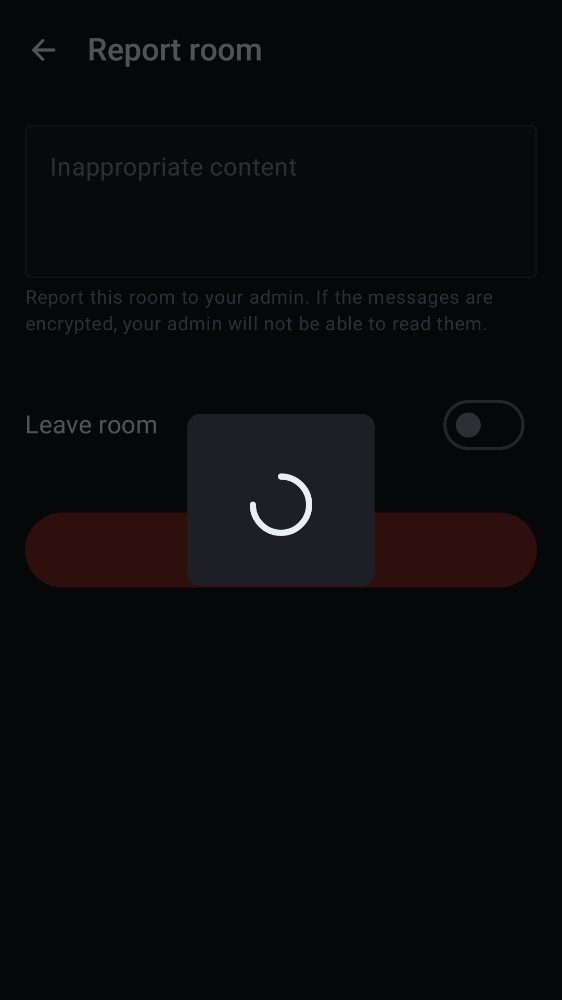 Report room
Inappropriate content
Report this room to your admin. If the messages are
encrypted, your admin will not be able to read them.
Leave room